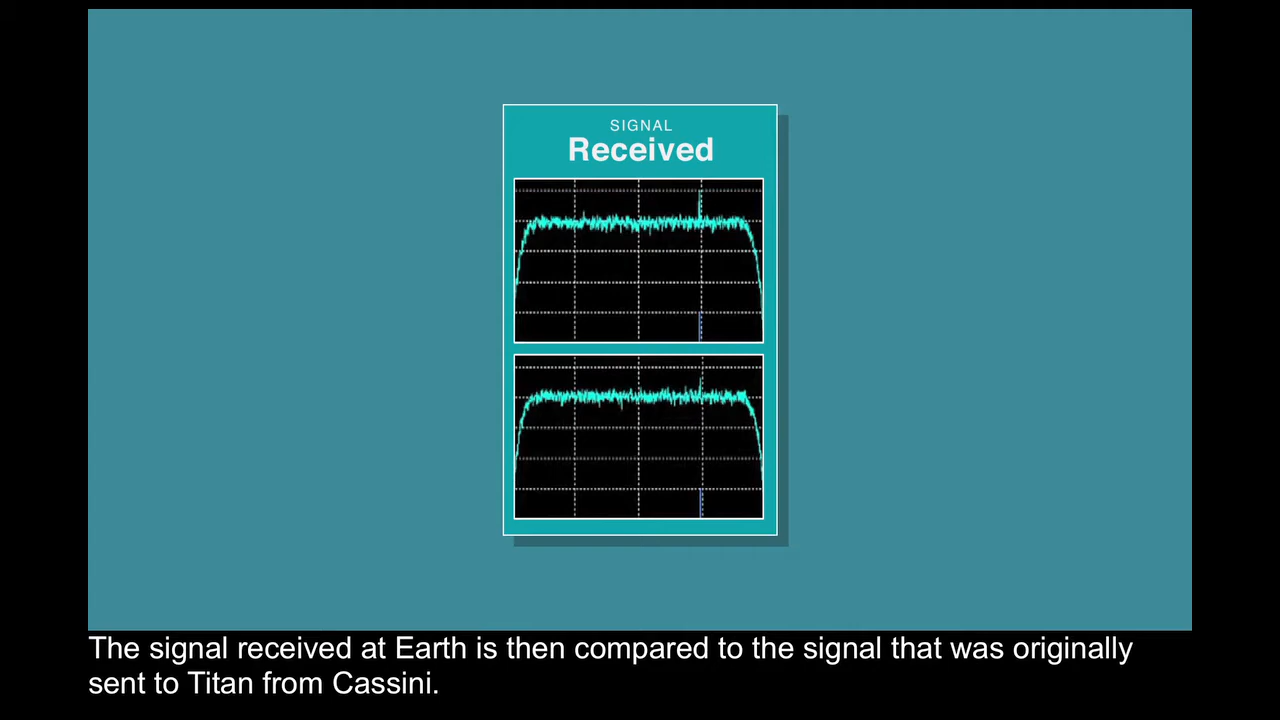 SIGNAL
Received
The signal received at Earth is then compared to the signal that was originally
sent to Titan from Cassini.